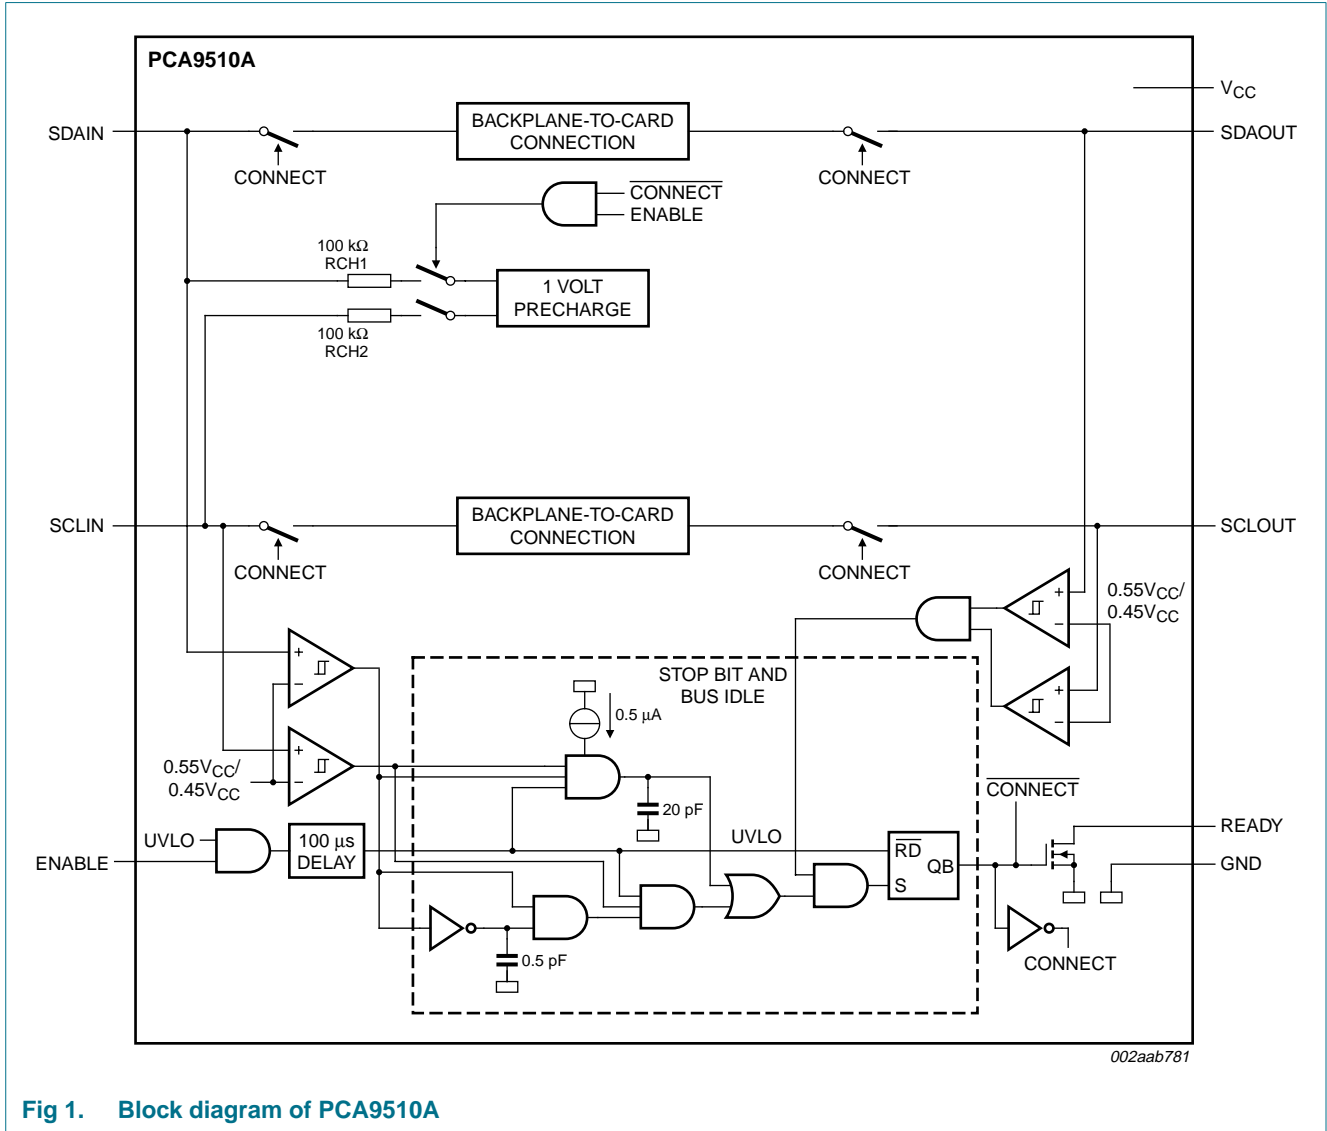 PCA9510A
VCC
SDAIN
BACKPLANE-TO-CARD
CONNECTION
SDAOUT
CONNECT
CONNECT
CONNECT
ENABLE
100 kΩ
RCH1
1 VOLT
PRECHARGE
100 kΩ
RCH2
SCLIN
BACKPLANE-TO-CARD
CONNECTION
SCLOUT
CONNECT
CONNECT
+
−
0.55VCC/
0.45VCC
+
−
STOP BIT AND
BUS IDLE
+
−
0.5 µA
+
−
0.55VCC/
0.45VCC
20 pF
CONNECT
UVLO
ENABLE
100 µs
DELAY
UVLO
RD
QB
S
READY
GND
0.5 pF
CONNECT
002aab781
Fig 1. Block diagram of PCA9510A